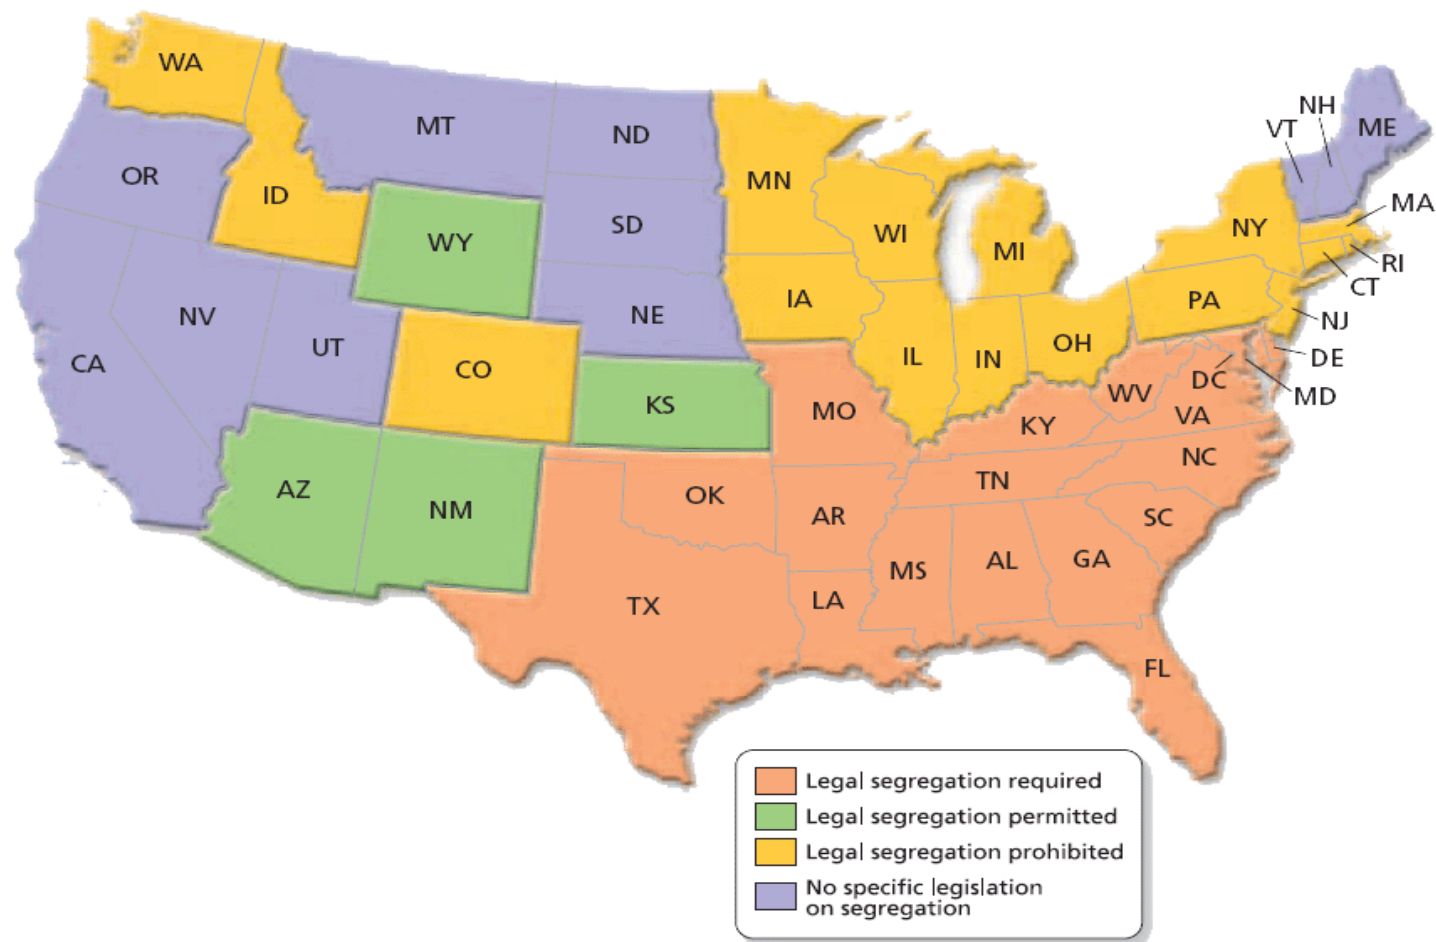 WA
MT
ND
OR
ID
MN
NH
VT
ME
WY
SD
WI
MI
NY
MA
RI
CT
NV
UT
NE
IA
PA
NJ
CA
CO
IL
IN
OH
DE
KS
MO
KY
WV
DC
MD
VA
AZ
NM
OK
AR
TN
NC
SC
TX
LA
MS
AL
GA
FL
Legal segregation required
Legal segregation permitted
Legal segregation prohibited
No specific legislation
on segregation